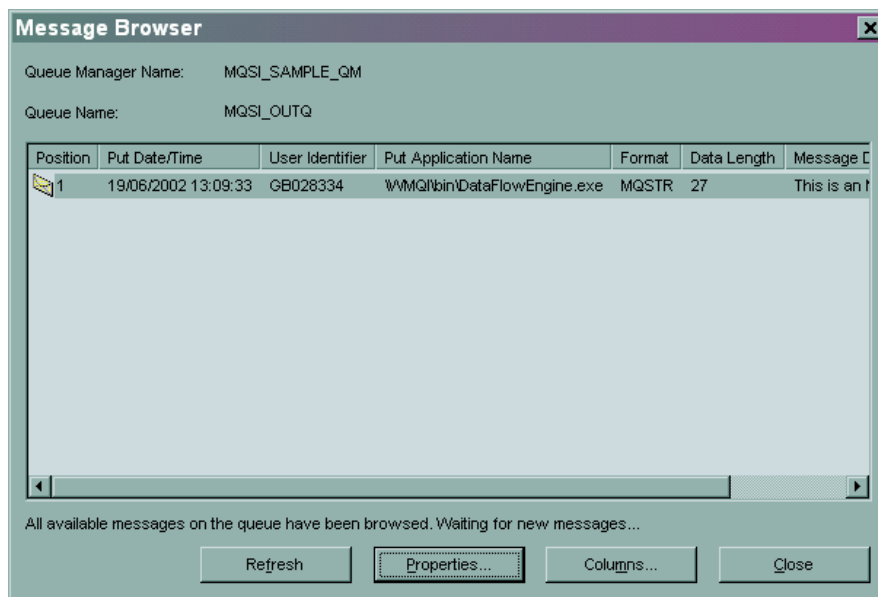 Message Browser
Queue Manager Name: MQSI_SAMPLE_QM
Queue Name: MQSI_OUTQ
Position Put Date/Time User Identifier Put Application Name Format Data Length Message D
1 19/06/2002 13:09:33 GB028334 \WMQI\bin\DataFlowEngine.exe MQSTR 27 This is an
All available messages on the queue have been browsed. Waiting for new messages...
Refresh Properties... Columns... Close